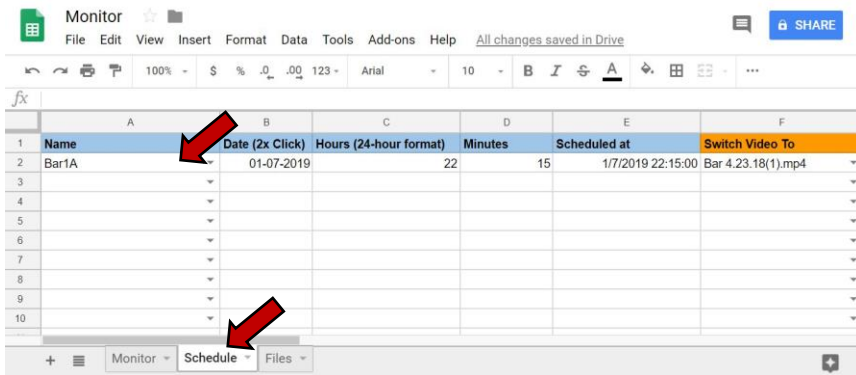 Monitor
File Edit View Insert Format Data Tools Add-ons Help All changes saved in Drive
SHARE
100% $ % .0 .00 123 Arial 10 B I S A ...
fx
A B C D E F
1 Name Date (2x Click) Hours (24-hour format) Minutes Scheduled at Switch Video To
2 Bar1A 01-07-2019 22 15 1/7/2019 22:15:00 Bar 4.23.18(1).mp4
3
4
5
6
7
8
9
10
+ Monitor Schedule Files